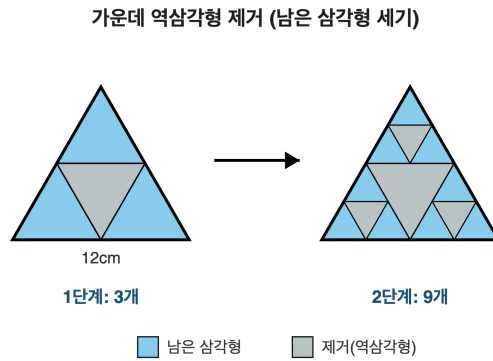 가운데 역삼각형 제거 (남은 삼각형 세기)
12cm
1단계: 3개
2단계: 9개
남은 삼각형
제거(역삼각형)